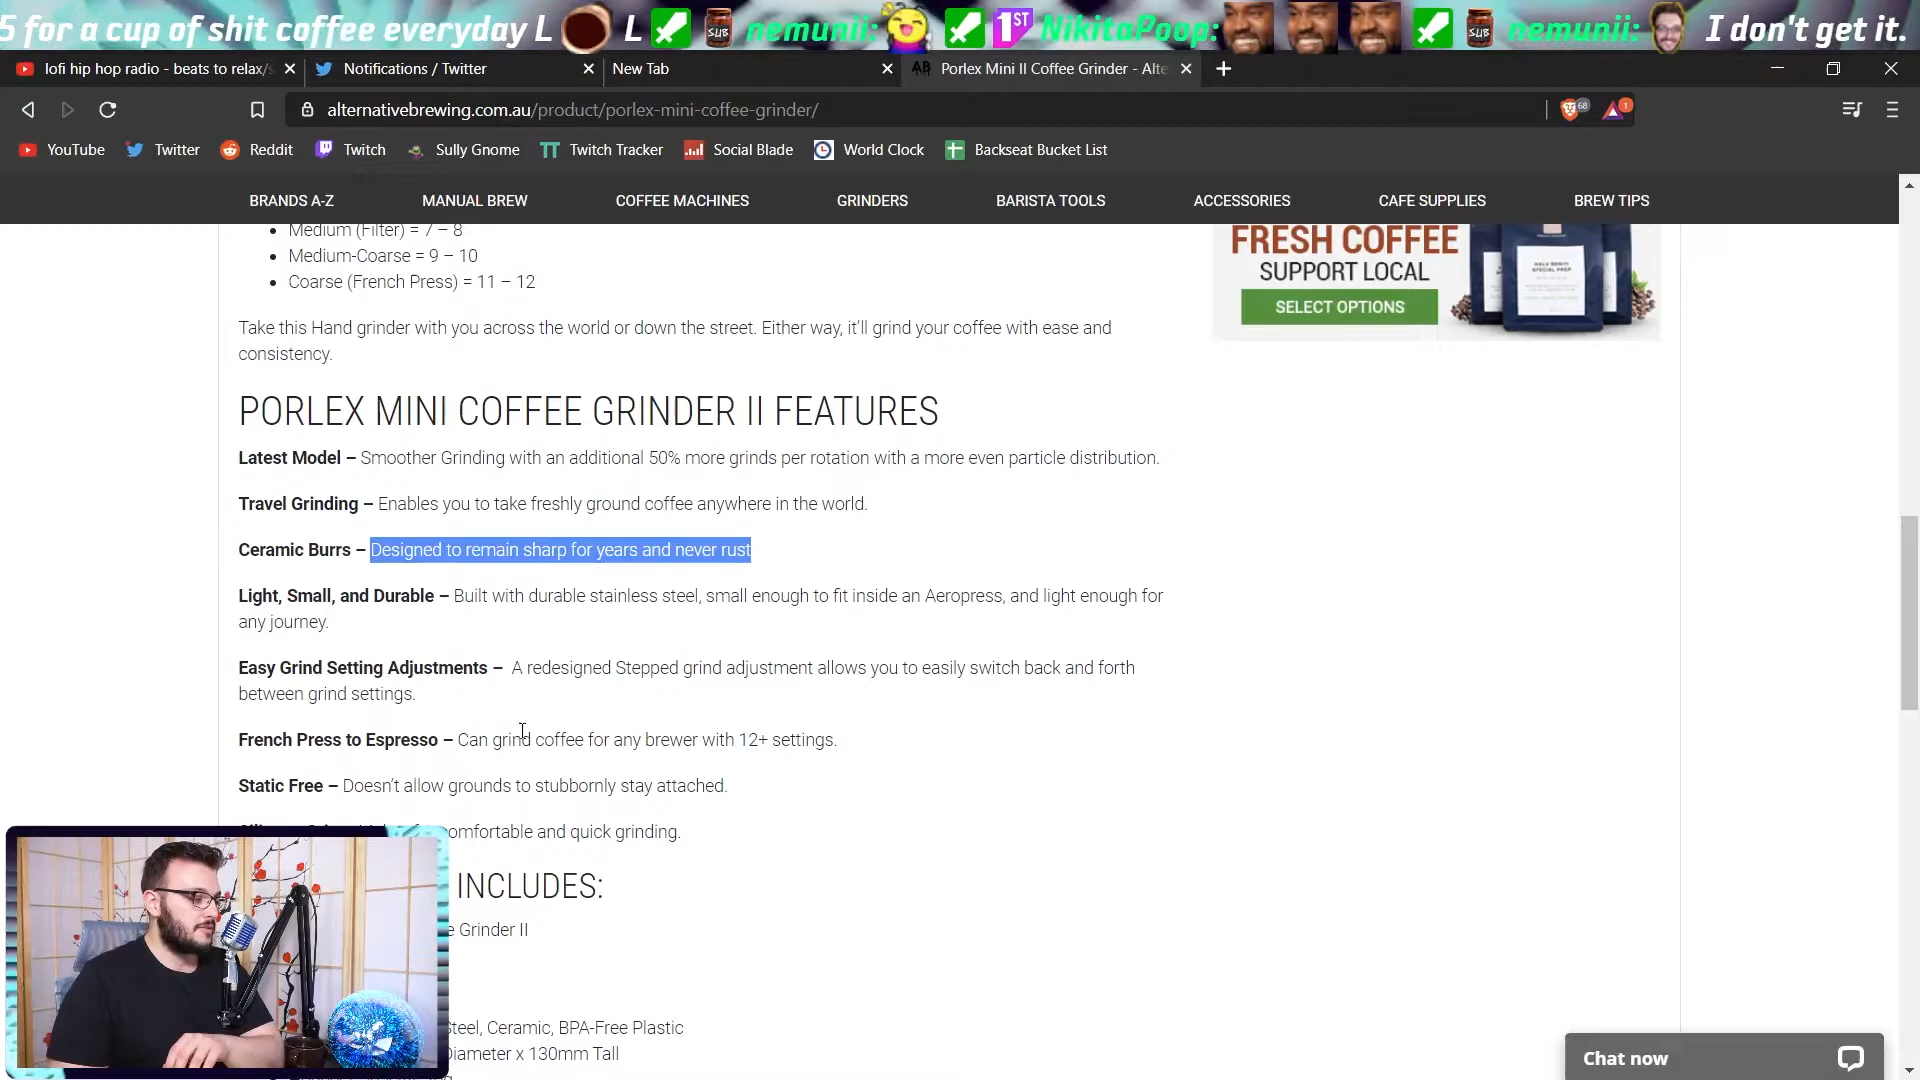 5 for a cup of shit coffee everyday L L SUB nemunii: 1ST NikitaPoop: SUB nemunii: I don't get it.
lofi hip hop radio - beats to relax/s Notifications / Twitter New Tab Porlex Mini II Coffee Grinder - Alte
alternativebrewing.com.au/product/porlex-mini-coffee-grinder/ 68 1
YouTube Twitter Reddit Twitch Sully Gnome Twitch Tracker Social Blade World Clock Backseat Bucket List
BRANDS A-Z MANUAL BREW COFFEE MACHINES GRINDERS BARISTA TOOLS ACCESSORIES CAFE SUPPLIES BREW TIPS
Medium (Filter) = 7 – 8
Medium-Coarse = 9 – 10
Coarse (French Press) = 11 – 12
FRESH COFFEE
SUPPORT LOCAL
SELECT OPTIONS
Take this Hand grinder with you across the world or down the street. Either way, it'll grind your coffee with ease and
consistency.
PORLEX MINI COFFEE GRINDER II FEATURES
Latest Model – Smoother Grinding with an additional 50% more grinds per rotation with a more even particle distribution.
Travel Grinding – Enables you to take freshly ground coffee anywhere in the world.
Ceramic Burrs – Designed to remain sharp for years and never rust
Light, Small, and Durable – Built with durable stainless steel, small enough to fit inside an Aeropress, and light enough for
any journey.
Easy Grind Setting Adjustments – A redesigned Stepped grind adjustment allows you to easily switch back and forth
between grind settings.
French Press to Espresso – Can grind coffee for any brewer with 12+ settings.
Static Free – Doesn't allow grounds to stubbornly stay attached.
comfortable and quick grinding.
INCLUDES:
e Grinder II
Steel, Ceramic, BPA-Free Plastic
Diameter x 130mm Tall
Chat now